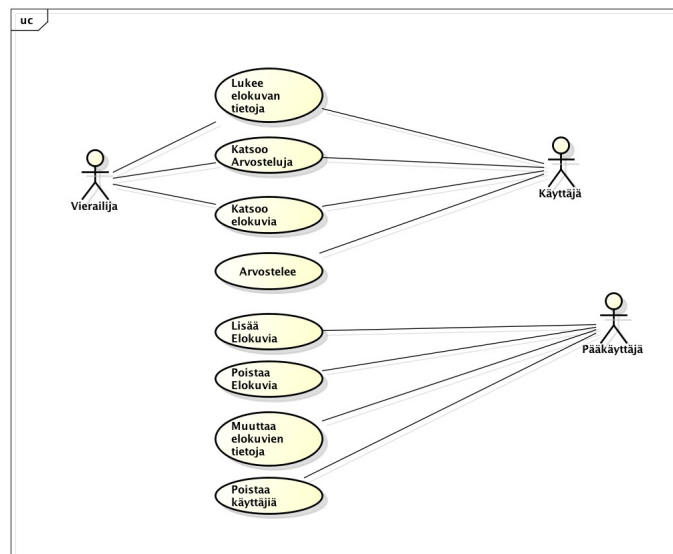 uc
Lukee
elokuvan
tietoja
Katsoo
Arvosteluja
Vierailija
Käyttäjä
Katsoo
elokuvia
Arvostelee
Lisää
Elokuvia
Pääkäyttäjä
Poistaa
Elokuvia
Muuttaa
elokuvien
tietoja
Poistaa
käyttäjiä